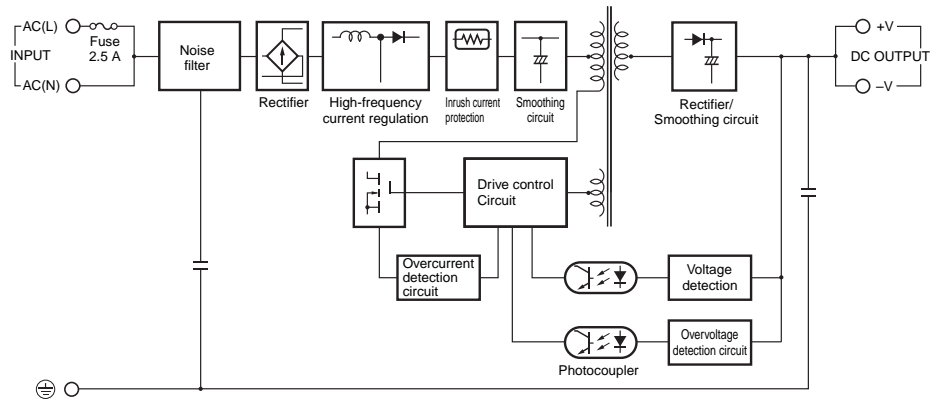 AC(L)
INPUT
AC(N)
Fuse
2.5 A
Noise
filter
Rectifier
High-frequency
current regulation
Inrush current
protection
Smoothing
circuit
Rectifier/
Smoothing circuit
+V
DC OUTPUT
–V
Drive control
Circuit
Overcurrent
detection
circuit
Voltage
detection
Overvoltage
detection circuit
Photocoupler